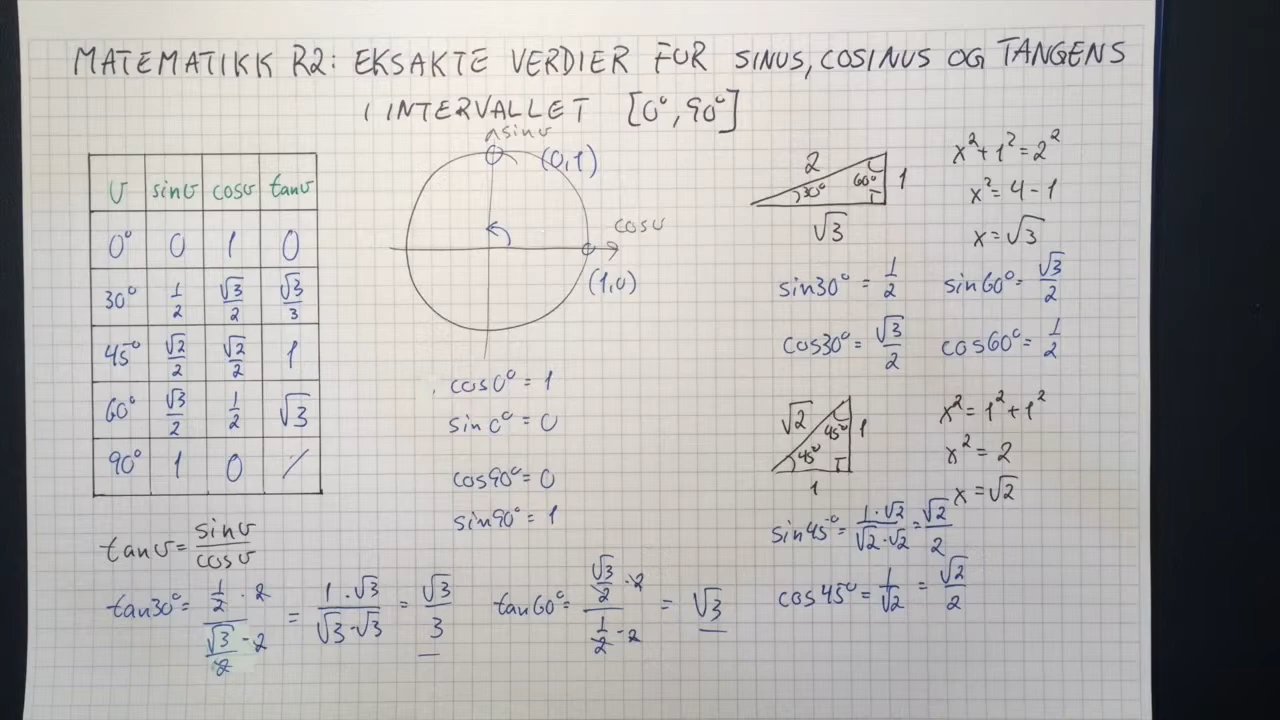 MATEMATIKK R2: EKSAKTE VERDIER FOR SINUS, COSINUS OG TANGENS
I INTERVALLET [0°, 90°]
v sinv cosv tanv
0° 0 1 0
30° 1/2 √3/2 √3/3
45° √2/2 √2/2 1
60° √3/2 1/2 √3
90° 1 0 /
tanv = sinv/cosv
tan30° = (1/2 · 2)/(√3/2 · 2) = (1 · √3)/(√3 · √3) = √3/3
sinv
(0,1)
cosv
(1,0)
cos0° = 1
sin0° = 0
cos90° = 0
sin90° = 1
tan60° = (√3/2 · 2)/(1/2 · 2) = √3
2
30°
60°
1
√3
x² + 1² = 2²
x² = 4 - 1
x = √3
sin30° = 1/2 sin60° = √3/2
cos30° = √3/2 cos60° = 1/2
√2
45°
45°
1
1
x² = 1² + 1²
x² = 2
x = √2
sin45° = (1 · √2)/(√2 · √2) = √2/2
cos45° = 1/√2 = √2/2